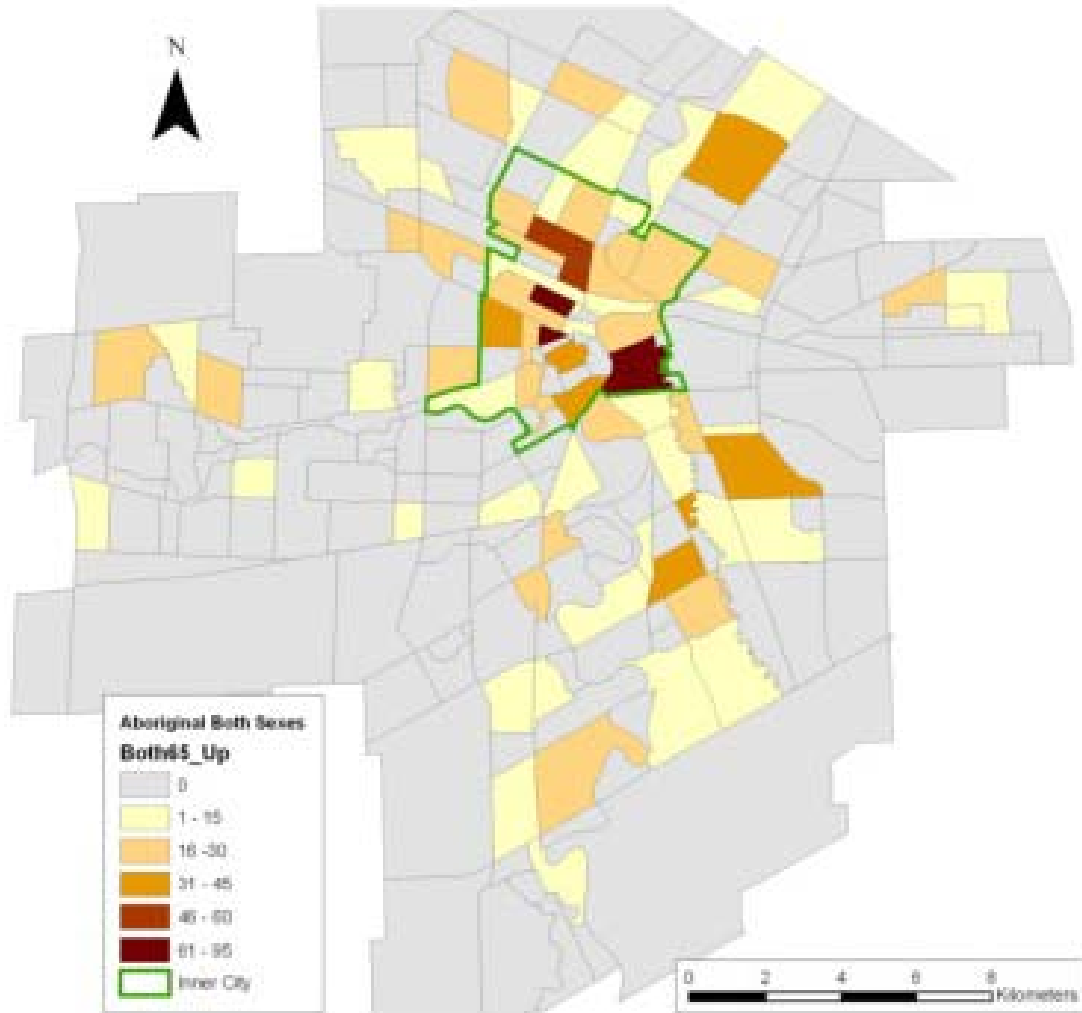 N
Aboriginal Both Sexes
Both65_Up
0
1 - 15
16 -30
31 - 45
46 - 60
61 - 95
Inner City
0 2 4 6 8
Kilometers